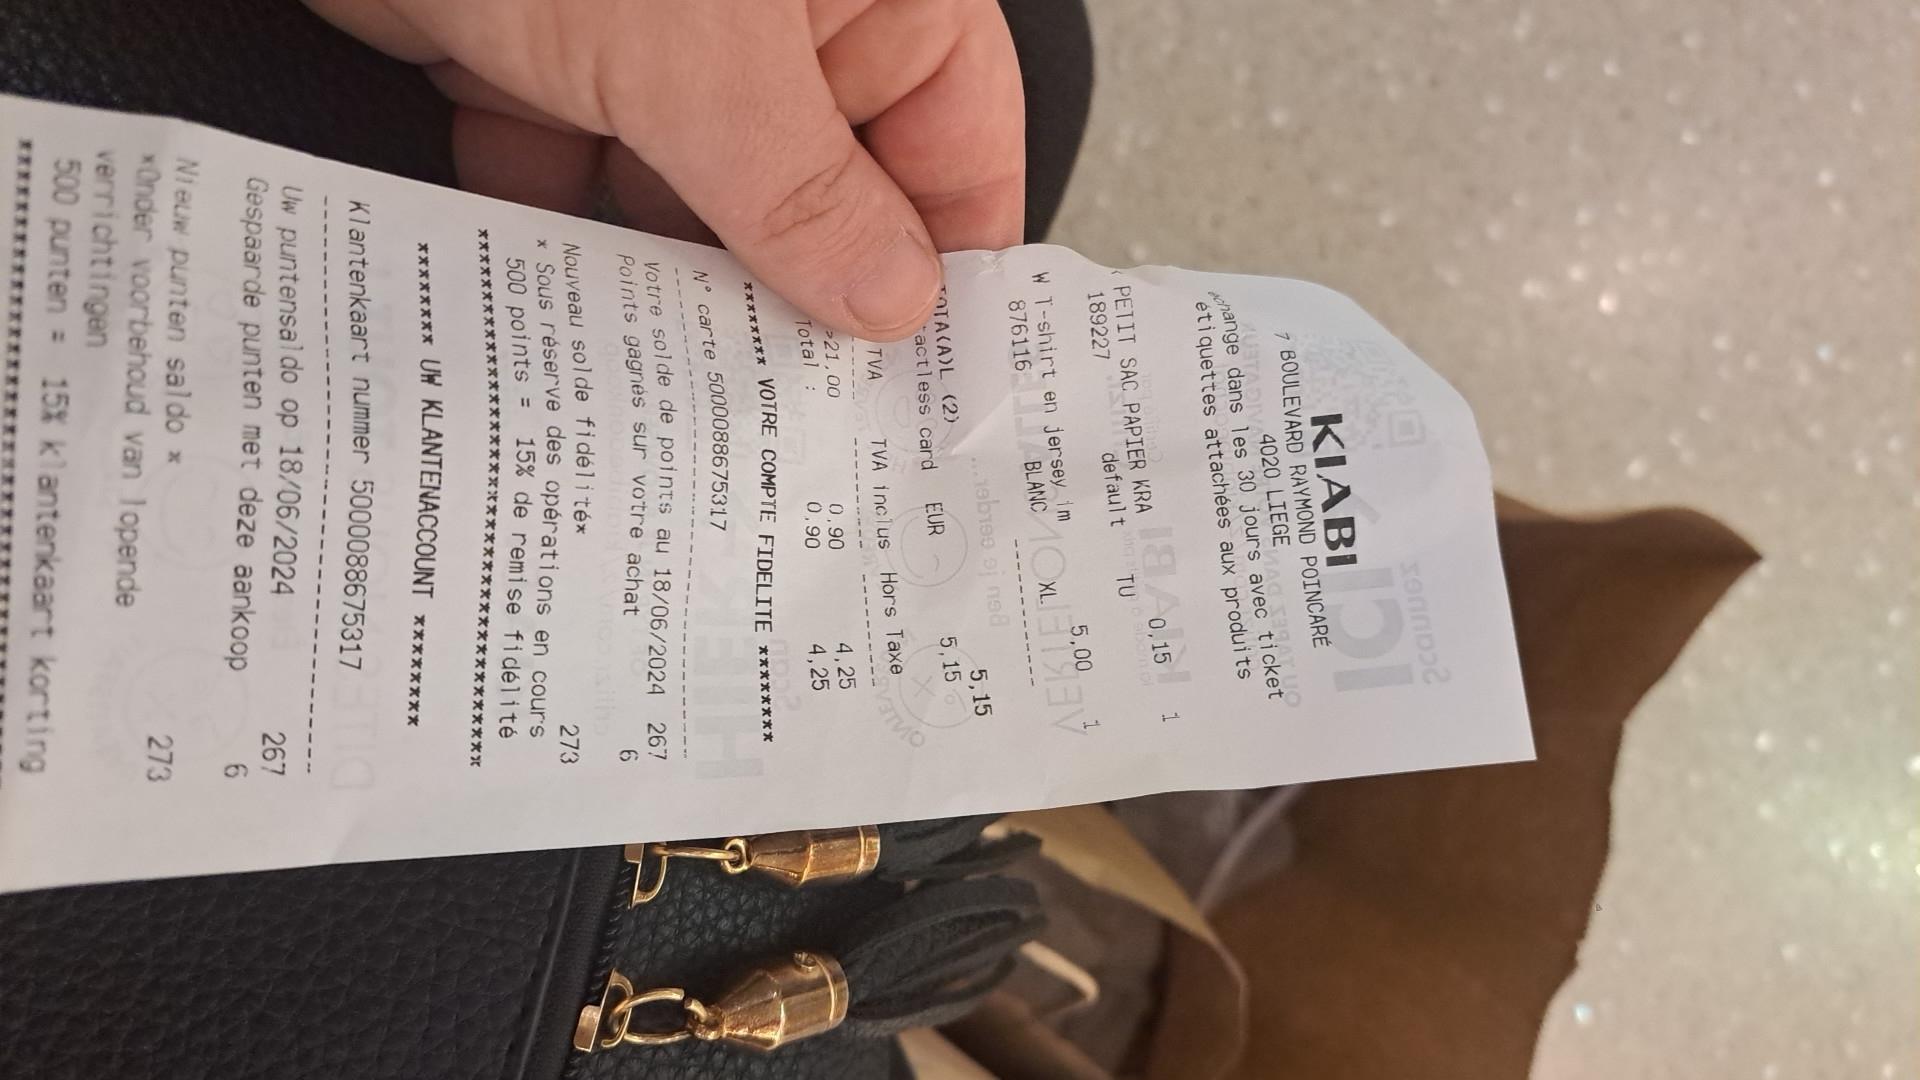 KIABI
7 BOULEVARD RAYMOND POINCARÉ
4020 LIEGE
change dans les 30 jours avec ticket
étiquettes attachées aux produits
PETIT SAC PAPIER KRA 0,15 1
189227 default TU
W T-shirt en jersey im 5,00 1
876116 BLANC XL
TOTA(A)L (2) 5,15
actless card EUR 5,15
TVA TVA inclus Hors Taxe
>21,00 0,90 4,25
Total : 0,90 4,25
******** VOTRE COMPTE FIDELITE ********
N° carte 5000088675317
Votre solde de points au 18/06/2024 267
Points gagnés sur votre achat 6
Nouveau solde fidélité* 273
* Sous réserve des opérations en cours
500 points = 15% de remise fidélité
******** UW KLANTENACCOUNT ********
Klantenkaart nummer 5000088675317
Uw puntensaldo op 18/06/2024 267
Gespaarde punten met deze aankoop 6
Nieuw punten saldo * 273
*Onder voorbehoud van lopende
verrichtingen
500 punten = 15% klantenkaart korting